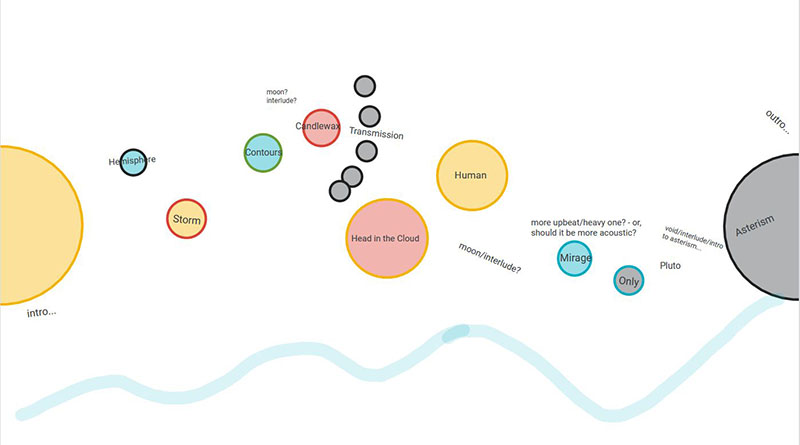 intro...
Hemisphere
Storm
Contours
moon?
interlude?
Candlewax
Transmission
Head in the Cloud
Human
moon/interlude?
more upbeat/heavy one? - or,
should it be more acoustic?
Mirage
Only
Pluto
void/interlude/intro
to asterism...
Asterism
outro...